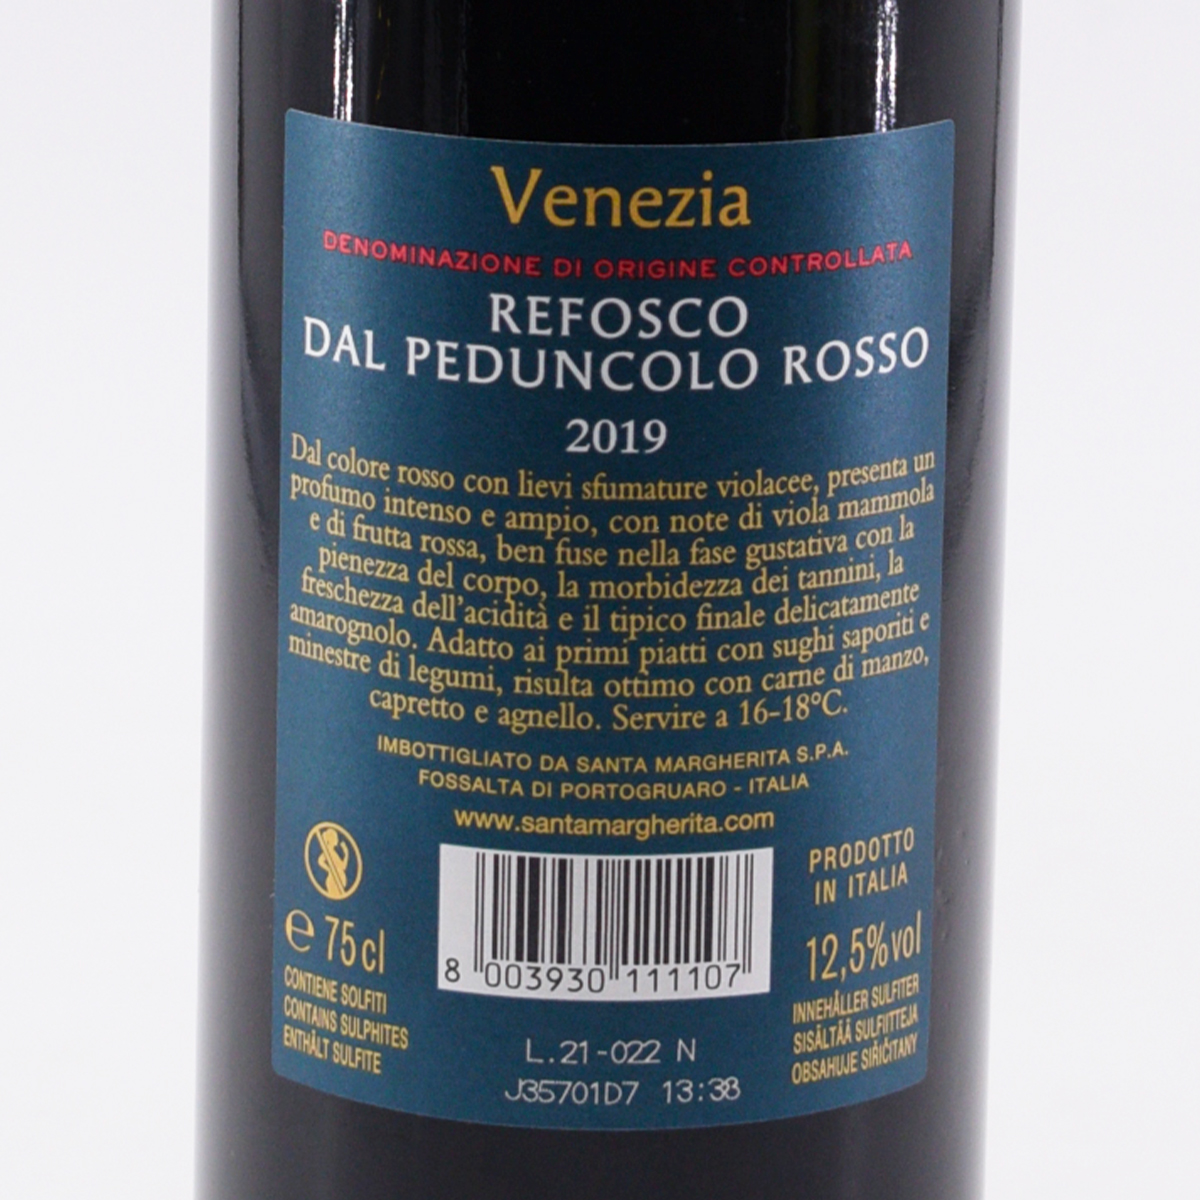 Venezia
DENOMINAZIONE DI ORIGINE CONTROLLATA
REFOSCO
DAL PEDUNCOLO ROSSO
2019
Dal colore rosso con lievi sfumature violacee, presenta un
profumo intenso e ampio, con note di viola mammola
e di frutta rossa, ben fuse nella fase gustativa con la
pienezza del corpo, la morbidezza dei tannini, la
freschezza dell'acidità e il tipico finale delicatamente
amarognolo. Adatto ai primi piatti con sughi saporiti e
minestre di legumi, risulta ottimo con carne di manzo,
capretto e agnello. Servire a 16-18°C.
IMBOTTIGLIATO DA SANTA MARGHERITA S.P.A.
FOSSALTA DI PORTOGRUARO - ITALIA
www.santamargherita.com
e 75 cl
CONTIENE SOLFITI
CONTAINS SULPHITES
ENTHÄLT SULFITE
8 003930 111107
PRODOTTO
IN ITALIA
12,5% vol
INNEHÅLLER SULFITER
SISÄLTÄÄ SULFIITTEJA
OBSAHUJE SIŘIČITANY
L.21-022 N
J35701D7 13:38